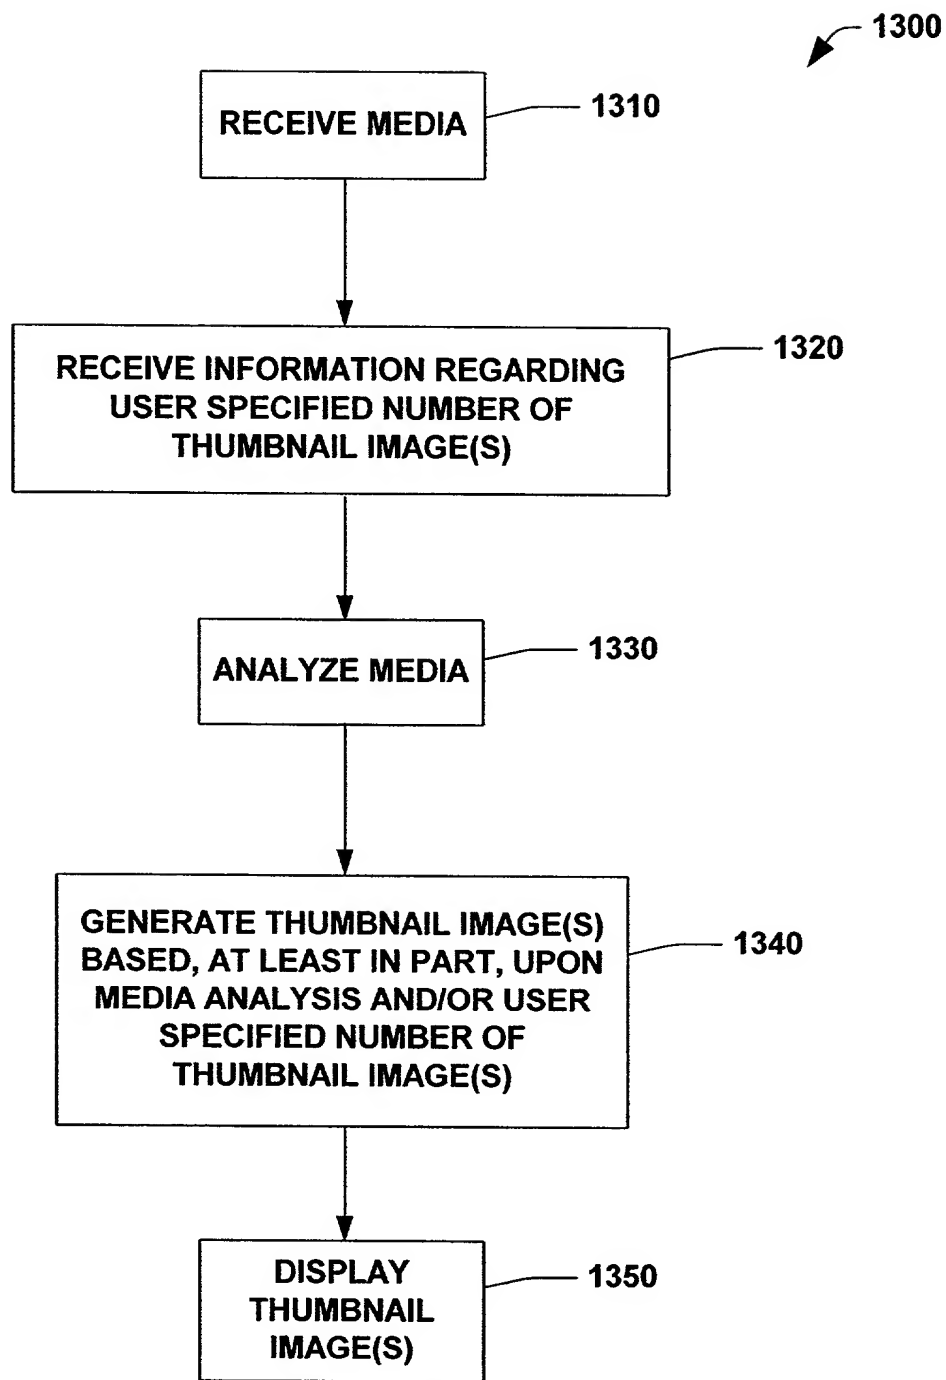 1300
RECEIVE MEDIA
1310
RECEIVE INFORMATION REGARDING
USER SPECIFIED NUMBER OF
THUMBNAIL IMAGE(S)
1320
ANALYZE MEDIA
1330
GENERATE THUMBNAIL IMAGE(S)
BASED, AT LEAST IN PART, UPON
MEDIA ANALYSIS AND/OR USER
SPECIFIED NUMBER OF
THUMBNAIL IMAGE(S)
1340
DISPLAY
THUMBNAIL
IMAGE(S)
1350